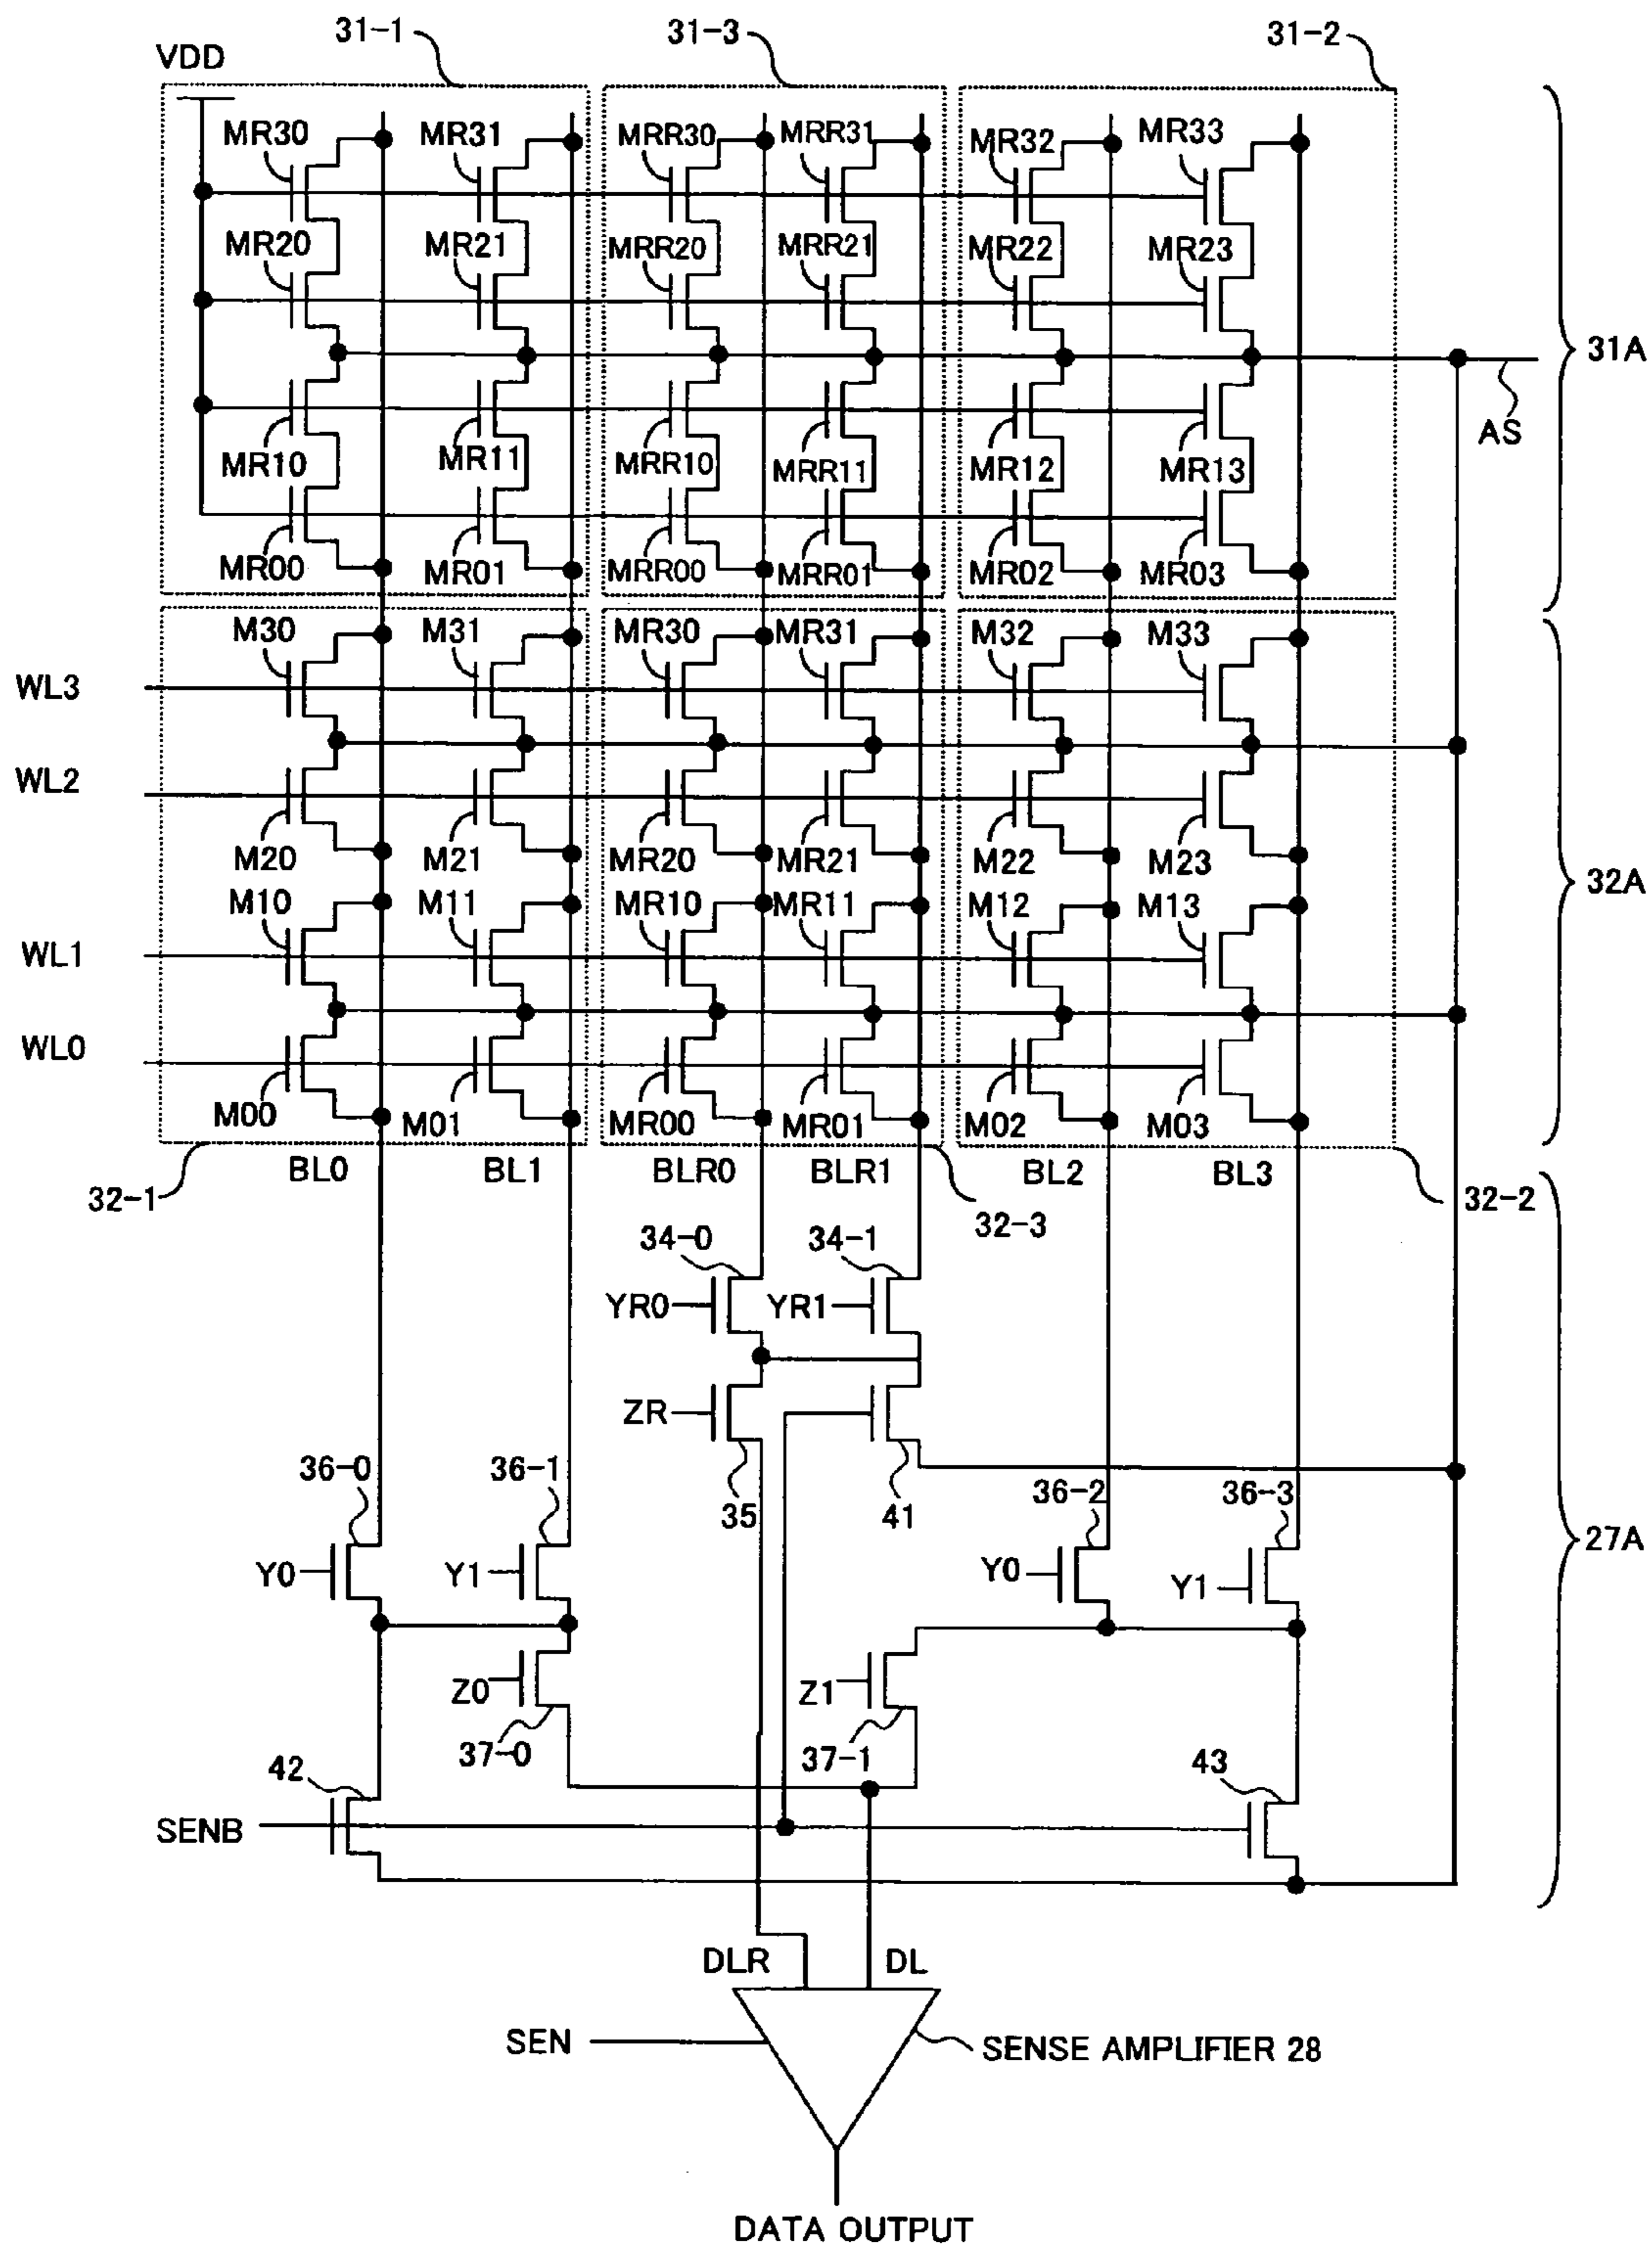 31-1 31-3 31-2
VDD
MR30 MR31 MRR30 MRR31 MR32 MR33
MR20 MR21 MRR20 MRR21 MR22 MR23
31A
AS
MR10 MR11 MRR10 MRR11 MR12 MR13
MR00 MR01 MRR00 MRR01 MR02 MR03
M30 M31 MR30 MR31 M32 M33
WL3
WL2
M20 M21 MR20 MR21 M22 M23
32A
M10 M11 MR10 MR11 M12 M13
WL1
WL0
M00 M01 MR00 MR01 M02 M03
BL0 BL1 BLR0 BLR1 BL2 BL3
32-1 32-3 32-2
34-0 34-1
YR0 YR1
ZR
35 41
36-0 36-1 36-2 36-3
27A
Y0 Y1 Y0 Y1
Z0 Z1
37-0 37-1
42 43
SENB
DLR DL
SEN
SENSE AMPLIFIER 28
DATA OUTPUT